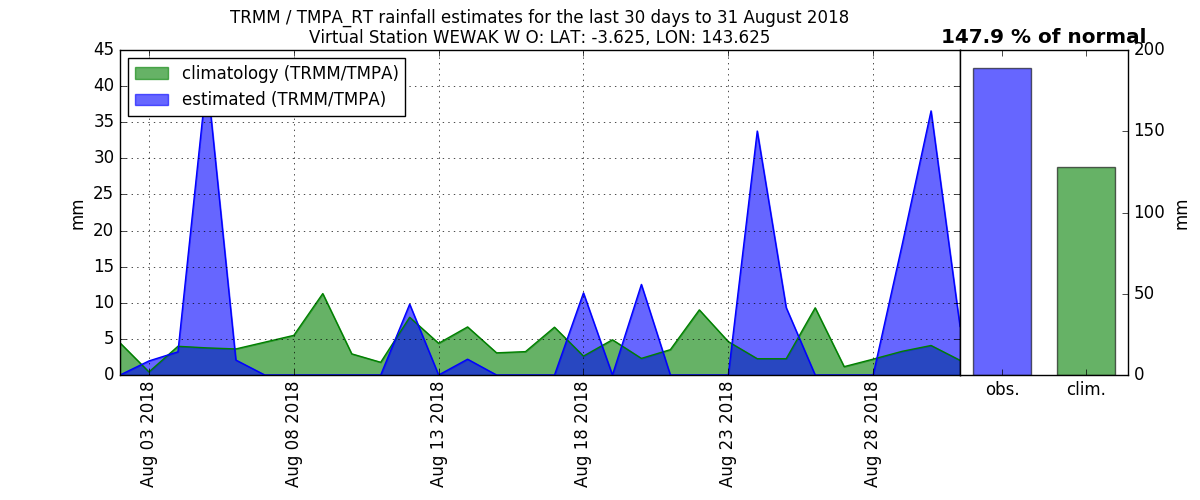 TRMM / TMPA_RT rainfall estimates for the last 30 days to 31 August 2018
Virtual Station WEWAK W O: LAT: -3.625, LON: 143.625
147.9 % of normal
climatology (TRMM/TMPA)
estimated (TRMM/TMPA)
mm
45
40
35
30
25
20
15
10
5
0
Aug 03 2018
Aug 08 2018
Aug 13 2018
Aug 18 2018
Aug 23 2018
Aug 28 2018
200
150
100
50
0
mm
obs.
clim.